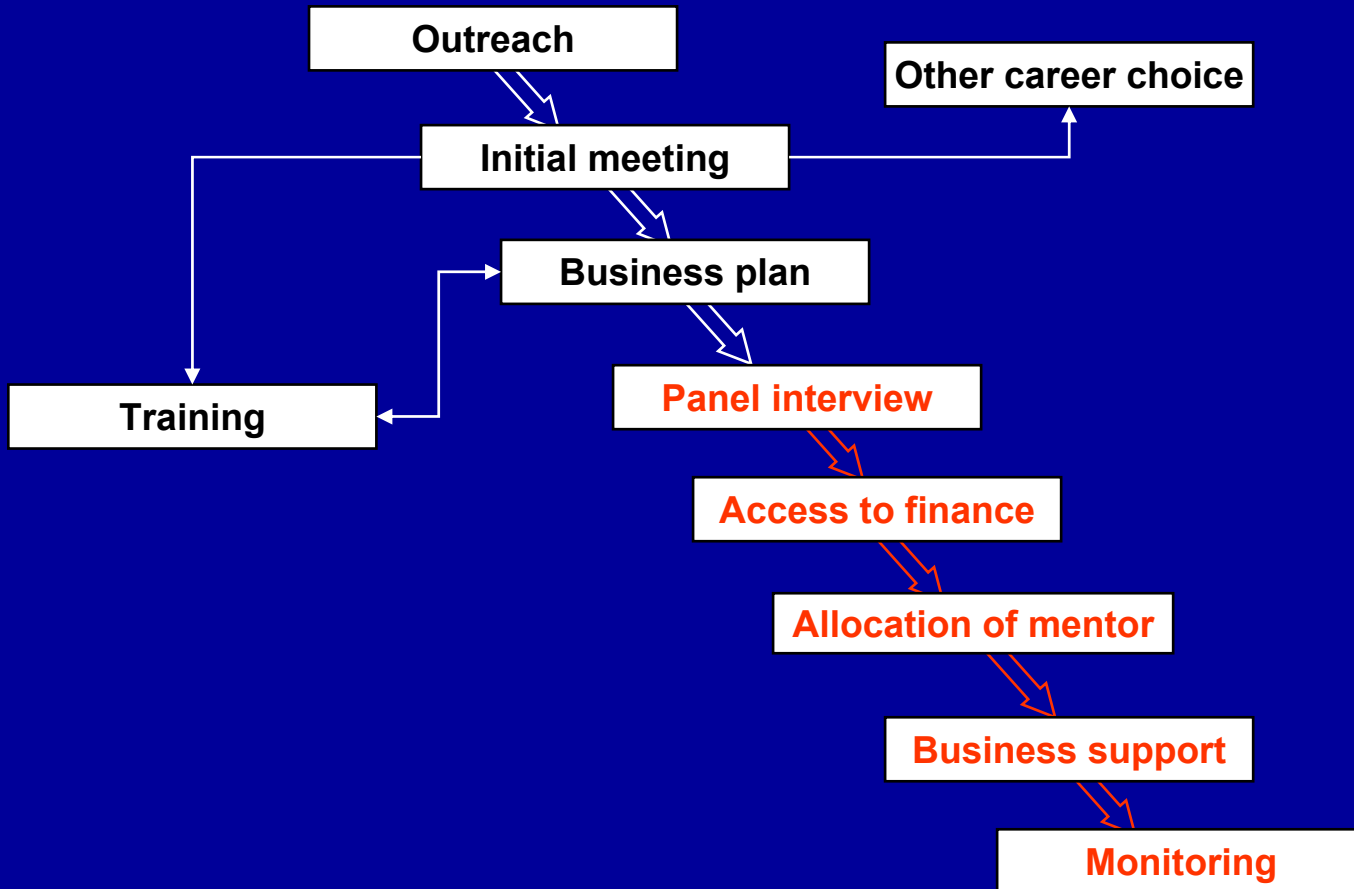 Outreach
Other career choice
Initial meeting
Business plan
Training
Panel interview
Access to finance
Allocation of mentor
Business support
Monitoring